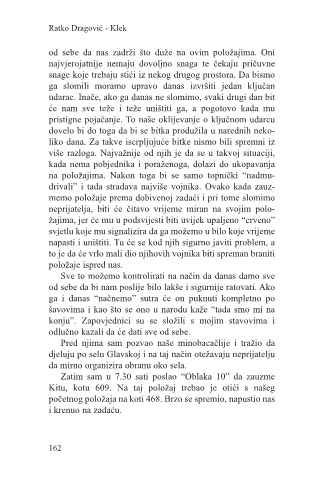 Ratko Dragović - Klek
od sebe da nas zadrži što duže na ovim položajima. Oni
najvjerojatnije nemaju dovoljno snaga te čekaju pričuvne
snage koje trebaju stići iz nekog drugog prostora. Da bismo
ga slomili moramo upravo danas izvršiti jedan ključan
udarac. Inače, ako ga danas ne slomimo, svaki drugi dan bit
će nam sve teže i teže uništiti ga, a pogotovo kada mu
pristigne pojačanje. To naše oklijevanje o ključnom udarcu
dovelo bi do toga da bi se bitka produžila u narednih neko-
liko dana. Za takve iscrpljujuće bitke nismo bili spremni iz
više razloga. Najvažnije od njih je da se u takvoj situaciji,
kada nema pobjednika i poraženoga, dolazi do ukopavanja
na položajima. Nakon toga bi se samo topnički “nadmu-
drivali” i tada stradava najviše vojnika. Ovako kada zauz-
memo položaje prema dobivenoj zadaći i pri tome slomimo
neprijatelja, biti će čitavo vrijeme miran na svojim polo-
žajima, jer će mu u podsvijesti biti uvijek upaljeno “crveno”
svjetlo koje mu signalizira da ga možemo u bilo koje vrijeme
napasti i uništiti. Tu će se kod njih sigurno javiti problem, a
to je da će vrlo mali dio njihovih vojnika biti spreman braniti
položaje ispred nas.
Sve to možemo kontrolirati na način da danas damo sve
od sebe da bi nam poslije bilo lakše i sigurnije ratovati. Ako
ga i danas “načnemo” sutra će on puknuti kompletno po
šavovima i kao što se ono u narodu kaže “tada smo mi na
konju”. Zapovjednici su se složili s mojim stavovima i
odlučno kazali da će dati sve od sebe.
Pred njima sam pozvao naše minobacačlije i tražio da
djeluju po selu Glavskoj i na taj način otežavaju neprijatelju
da mirno organizira obranu oko sela.
Zatim sam u 7.30 sati poslao “Oblaka 10” da zauzme
Kitu, kotu 609. Na taj položaj trebao je otići s našeg
početnog položaja na koti 468. Brzo se spremio, napustio nas
i krenuo na zadaću.
162